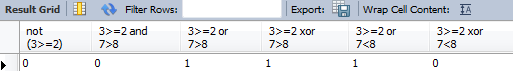 Result Grid Filter Rows: Export: Wrap Cell Content: IA
not (3>=2) 3>=2 and 7>8 3>=2 or 7>8 3>=2 xor 7>8 3>=2 or 7<8 3>=2 xor 7<8
0 0 1 1 1 0